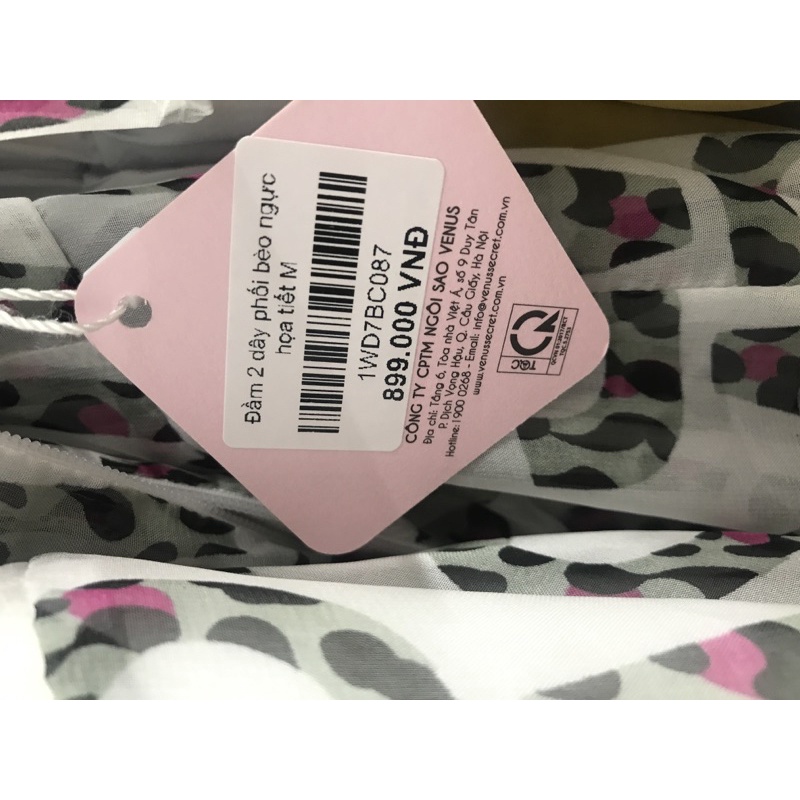 Đầm 2 dây phối bèo ngực
họa tiết M
1WD7BC087
899.000 VNĐ
CÔNG TY CPTM NGÔI SAO VENUS
Địa chỉ: Tầng 6, Tòa nhà Việt Á, số 9 Duy Tân
P. Dịch Vọng Hậu, Q. Cầu Giấy, Hà Nội
Hotline: 1900 0268 - Email: info@venussecret.com.vn
www.venussecret.com.vn
TQC